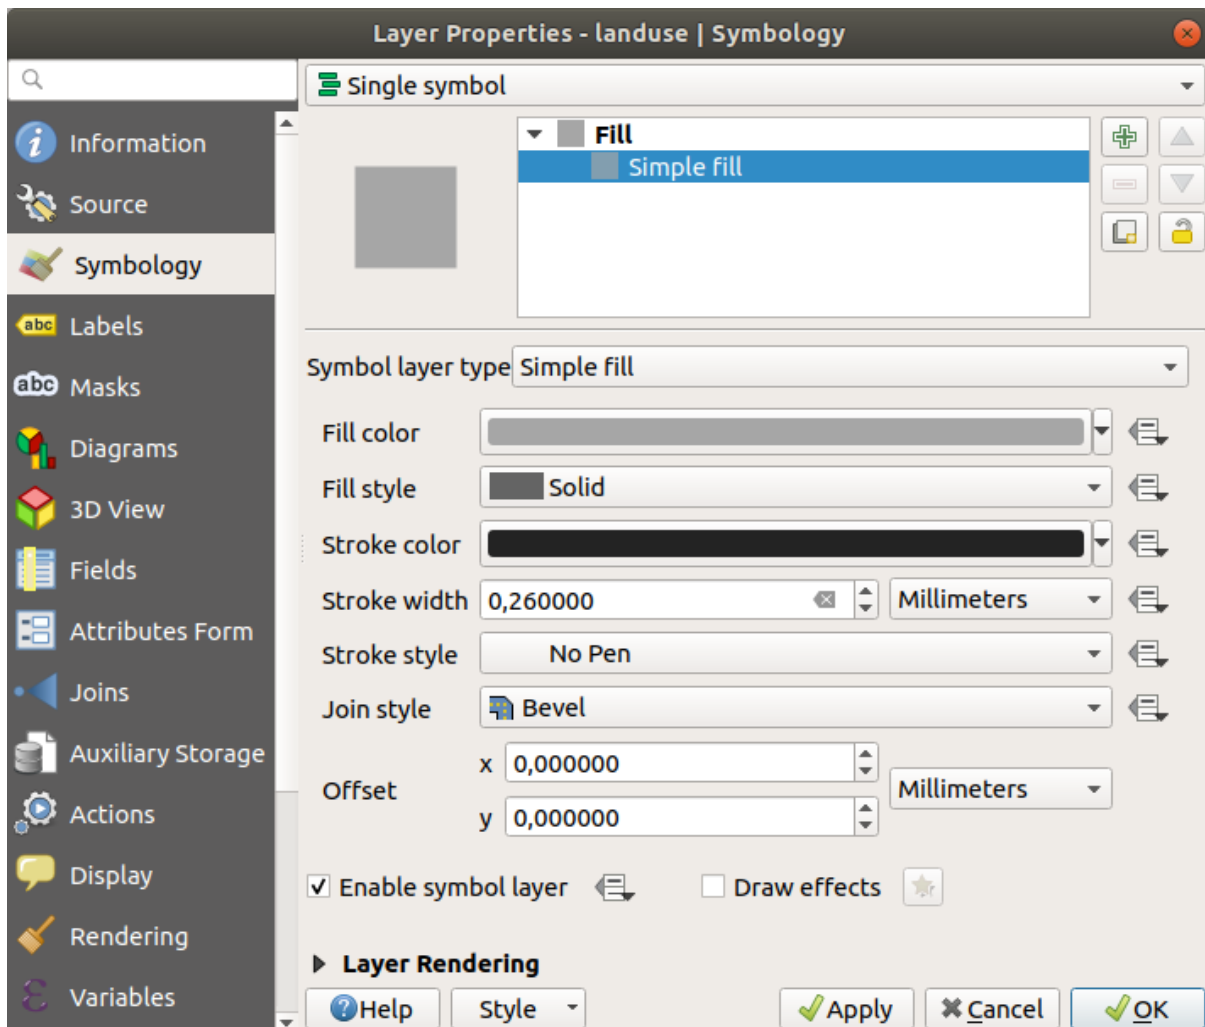 Layer Properties - landuse | Symbology
Single symbol
Information
Source
Symbology
Labels
Masks
Diagrams
3D View
Fields
Attributes Form
Joins
Auxiliary Storage
Actions
Display
Rendering
Variables
abc
abc
Fill
Simple fill
Symbol layer type Simple fill
Fill color
Fill style Solid
Stroke color
Stroke width 0,260000 Millimeters
Stroke style No Pen
Join style Bevel
Offset
x 0,000000
y 0,000000
Millimeters
Enable symbol layer Draw effects
Layer Rendering
Help Style Apply Cancel OK